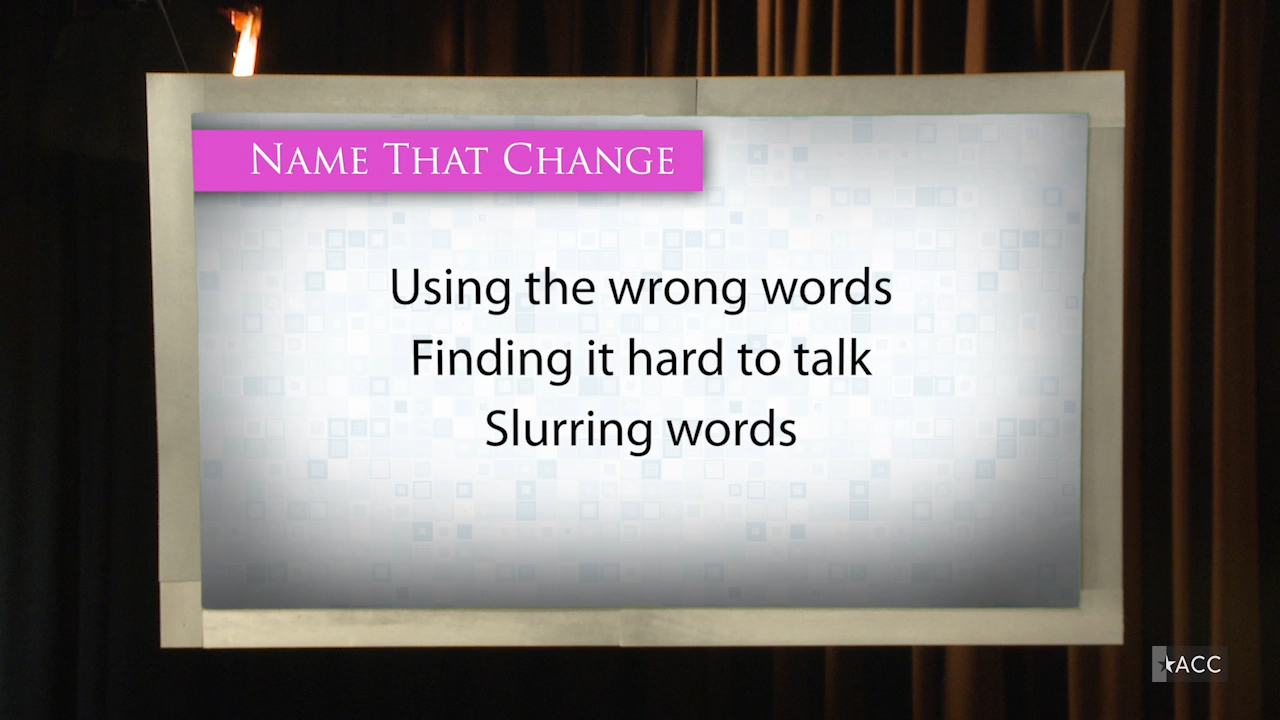 Name That Change
Using the wrong words
Finding it hard to talk
Slurring words
ACC